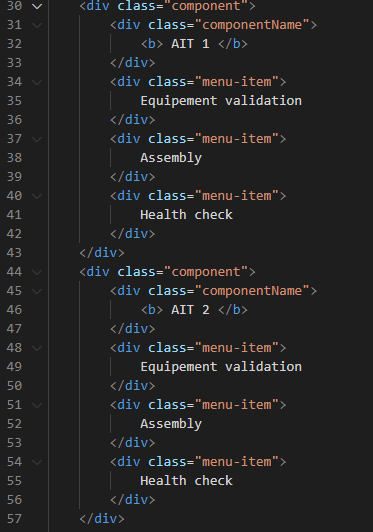 30 <div class="component">
31 <div class="componentName">
32 <b> AIT 1 </b>
33 </div>
34 <div class="menu-item">
35 Equipement validation
36 </div>
37 <div class="menu-item">
38 Assembly
39 </div>
40 <div class="menu-item">
41 Health check
42 </div>
43 </div>
44 <div class="component">
45 <div class="componentName">
46 <b> AIT 2 </b>
47 </div>
48 <div class="menu-item">
49 Equipement validation
50 </div>
51 <div class="menu-item">
52 Assembly
53 </div>
54 <div class="menu-item">
55 Health check
56 </div>
57 </div>